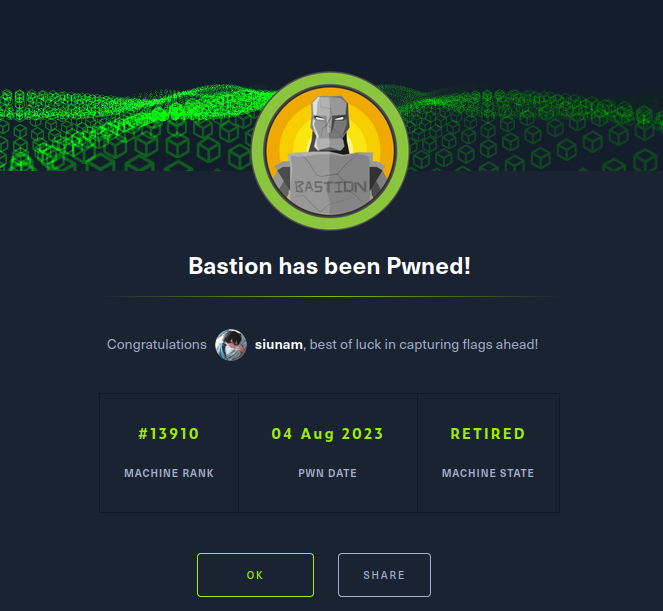 BASTION
Bastion has been Pwned!
Congratulations siunam, best of luck in capturing flags ahead!
#13910 04 Aug 2023 RETIRED
MACHINE RANK PWN DATE MACHINE STATE
OK SHARE